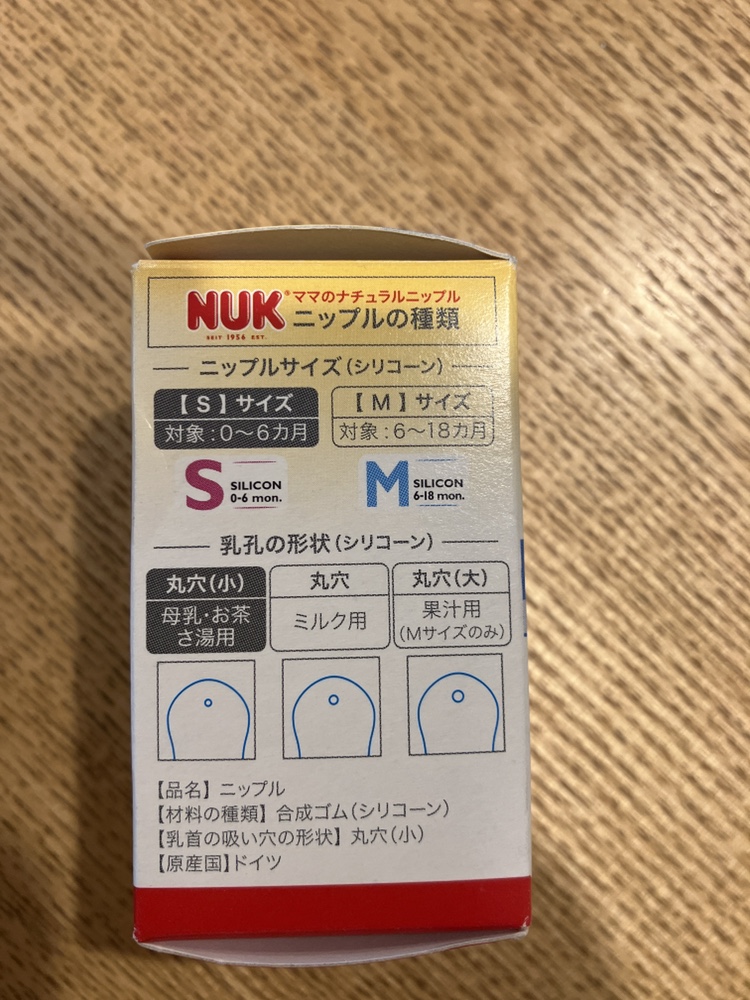 NUK® ママのナチュラルニップル
SEIT 1956 EST.
ニップルの種類
ニップルサイズ(シリコーン)
【S】サイズ
対象:0〜6カ月
【M】サイズ
対象:6〜18カ月
S SILICON
0-6 mon.
M SILICON
6-18 mon.
乳孔の形状(シリコーン)
丸穴(小)
母乳・お茶
さ湯用
丸穴
ミルク用
丸穴(大)
果汁用
(Mサイズのみ)
【品名】ニップル
【材料の種類】合成ゴム(シリコーン)
【乳首の吸い穴の形状】丸穴(小)
【原産国】ドイツ